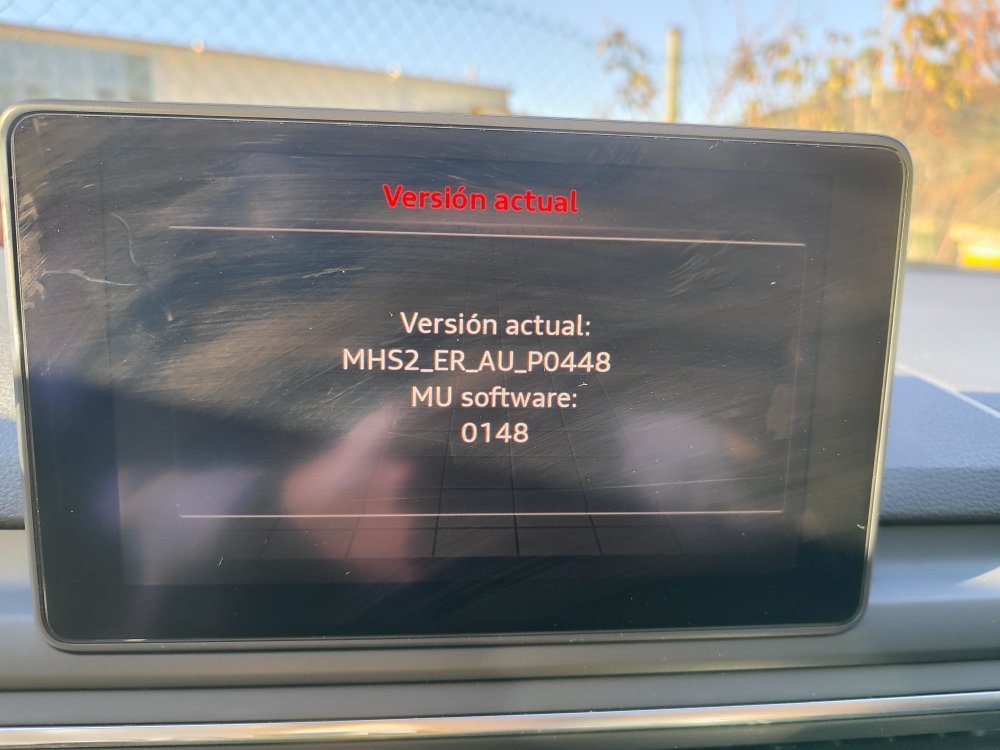 Versión actual
Versión actual:
MHS2_ER_AU_P0448
MU software:
0148